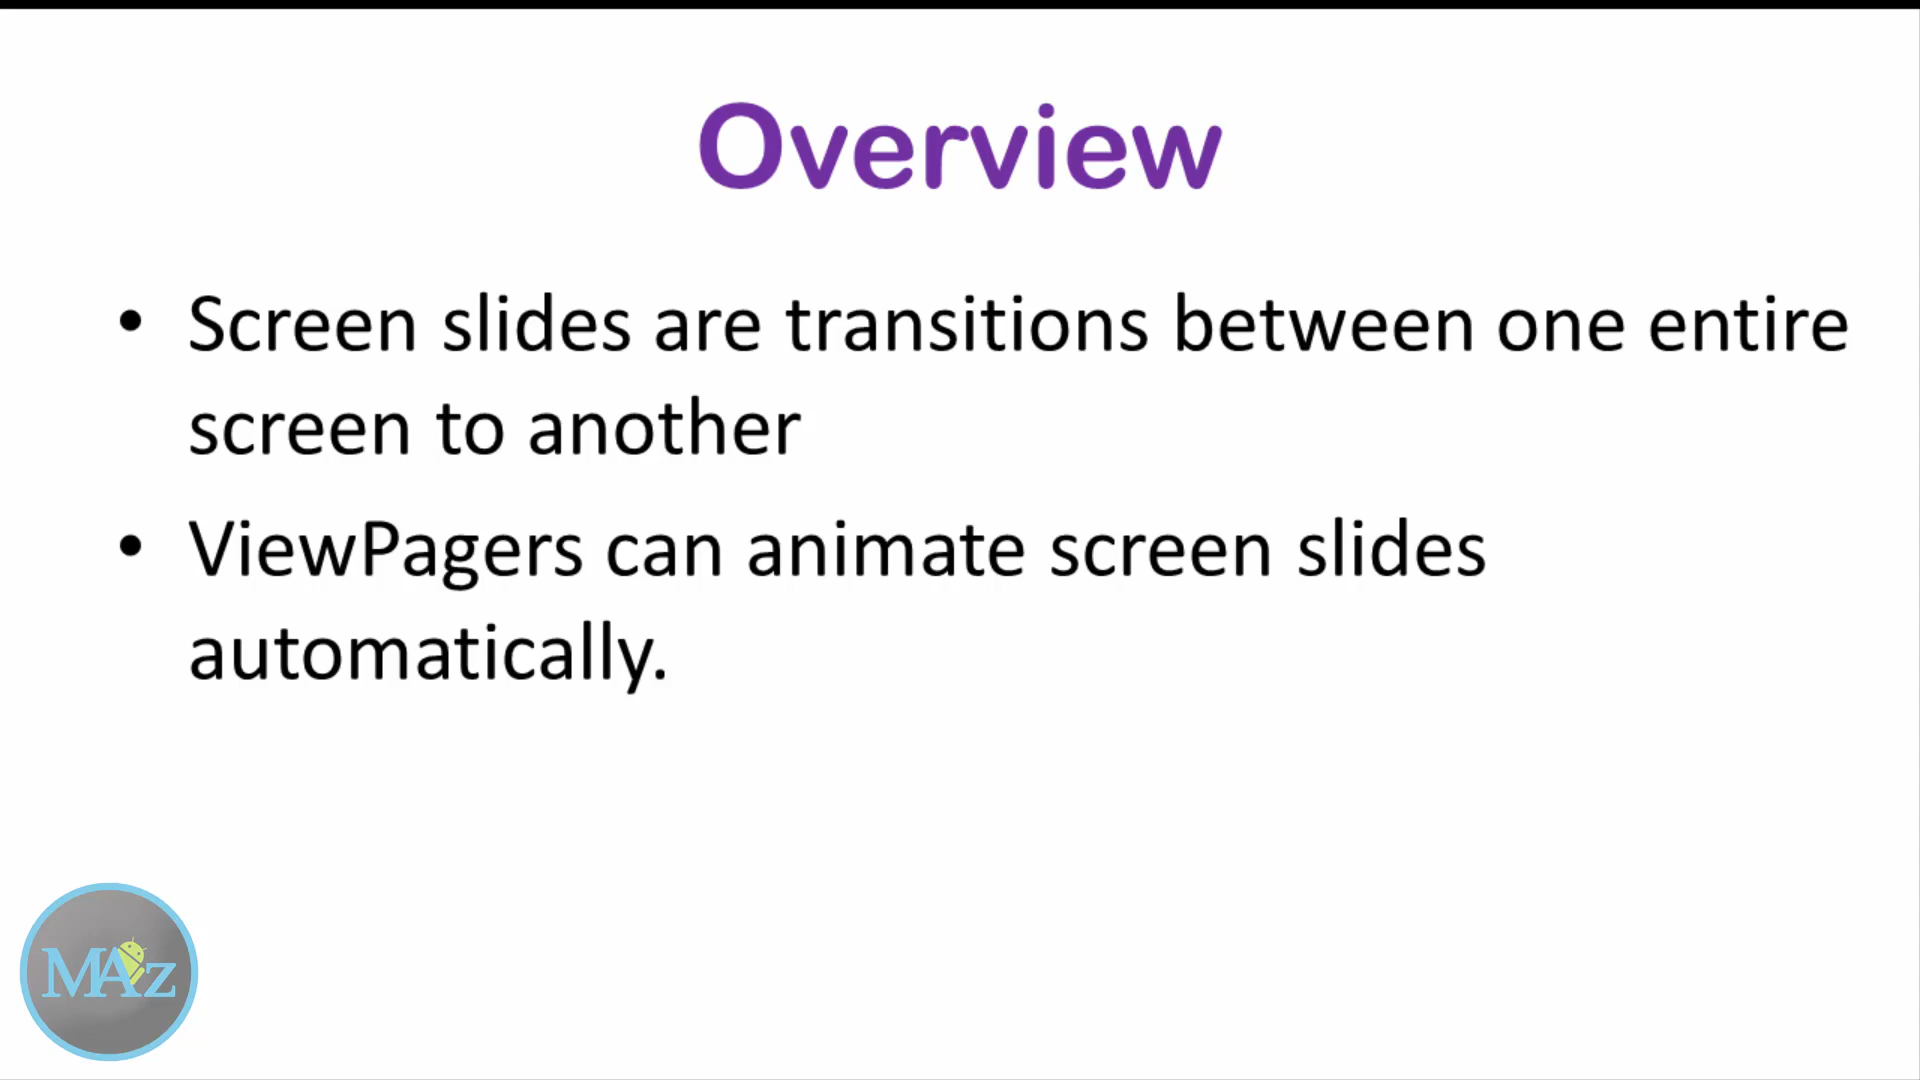 Overview
• Screen slides are transitions between one entire
screen to another
• ViewPagers can animate screen slides
automatically.
MAz